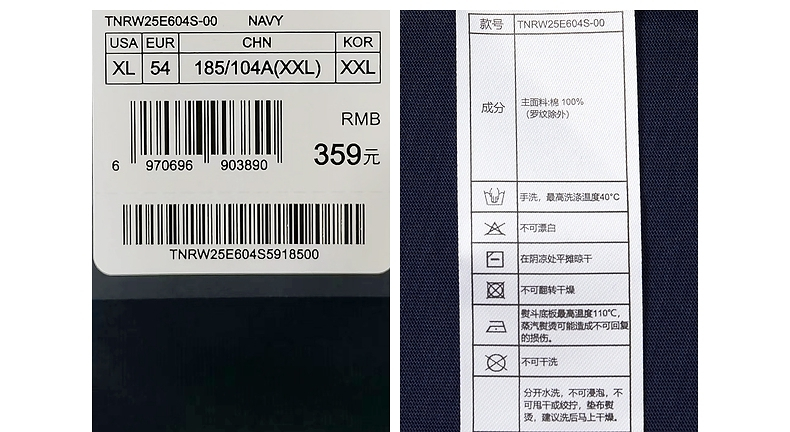 TNRW25E604S-00 NAVY
USA EUR CHN KOR
XL 54 185/104A(XXL) XXL
RMB
359元
6 970696 903890
TNRW25E604S5918500
款号 TNRW25E604S-00
成分 主面料:棉 100%
（罗纹除外）
手洗，最高洗涤温度40°C
不可漂白
在阴凉处平摊晾干
不可翻转干燥
熨斗底板最高温度110℃，
蒸汽熨烫可能造成不可回复
的损伤。
不可干洗
分开水洗，不可浸泡，不
可甩干或绞拧，垫布熨
烫，建议洗后马上干燥。